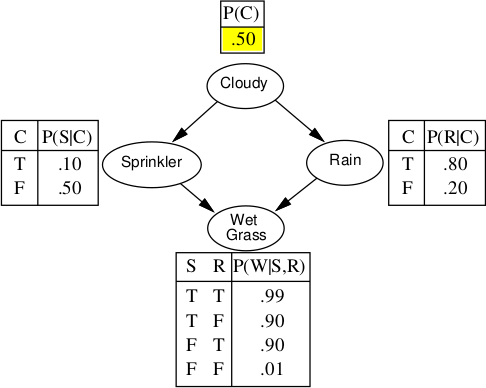 P(C)
.50
Cloudy
C P(S|C)
T .10
F .50
Sprinkler
Rain
C P(R|C)
T .80
F .20
Wet
Grass
S R P(W|S,R)
T T .99
T F .90
F T .90
F F .01